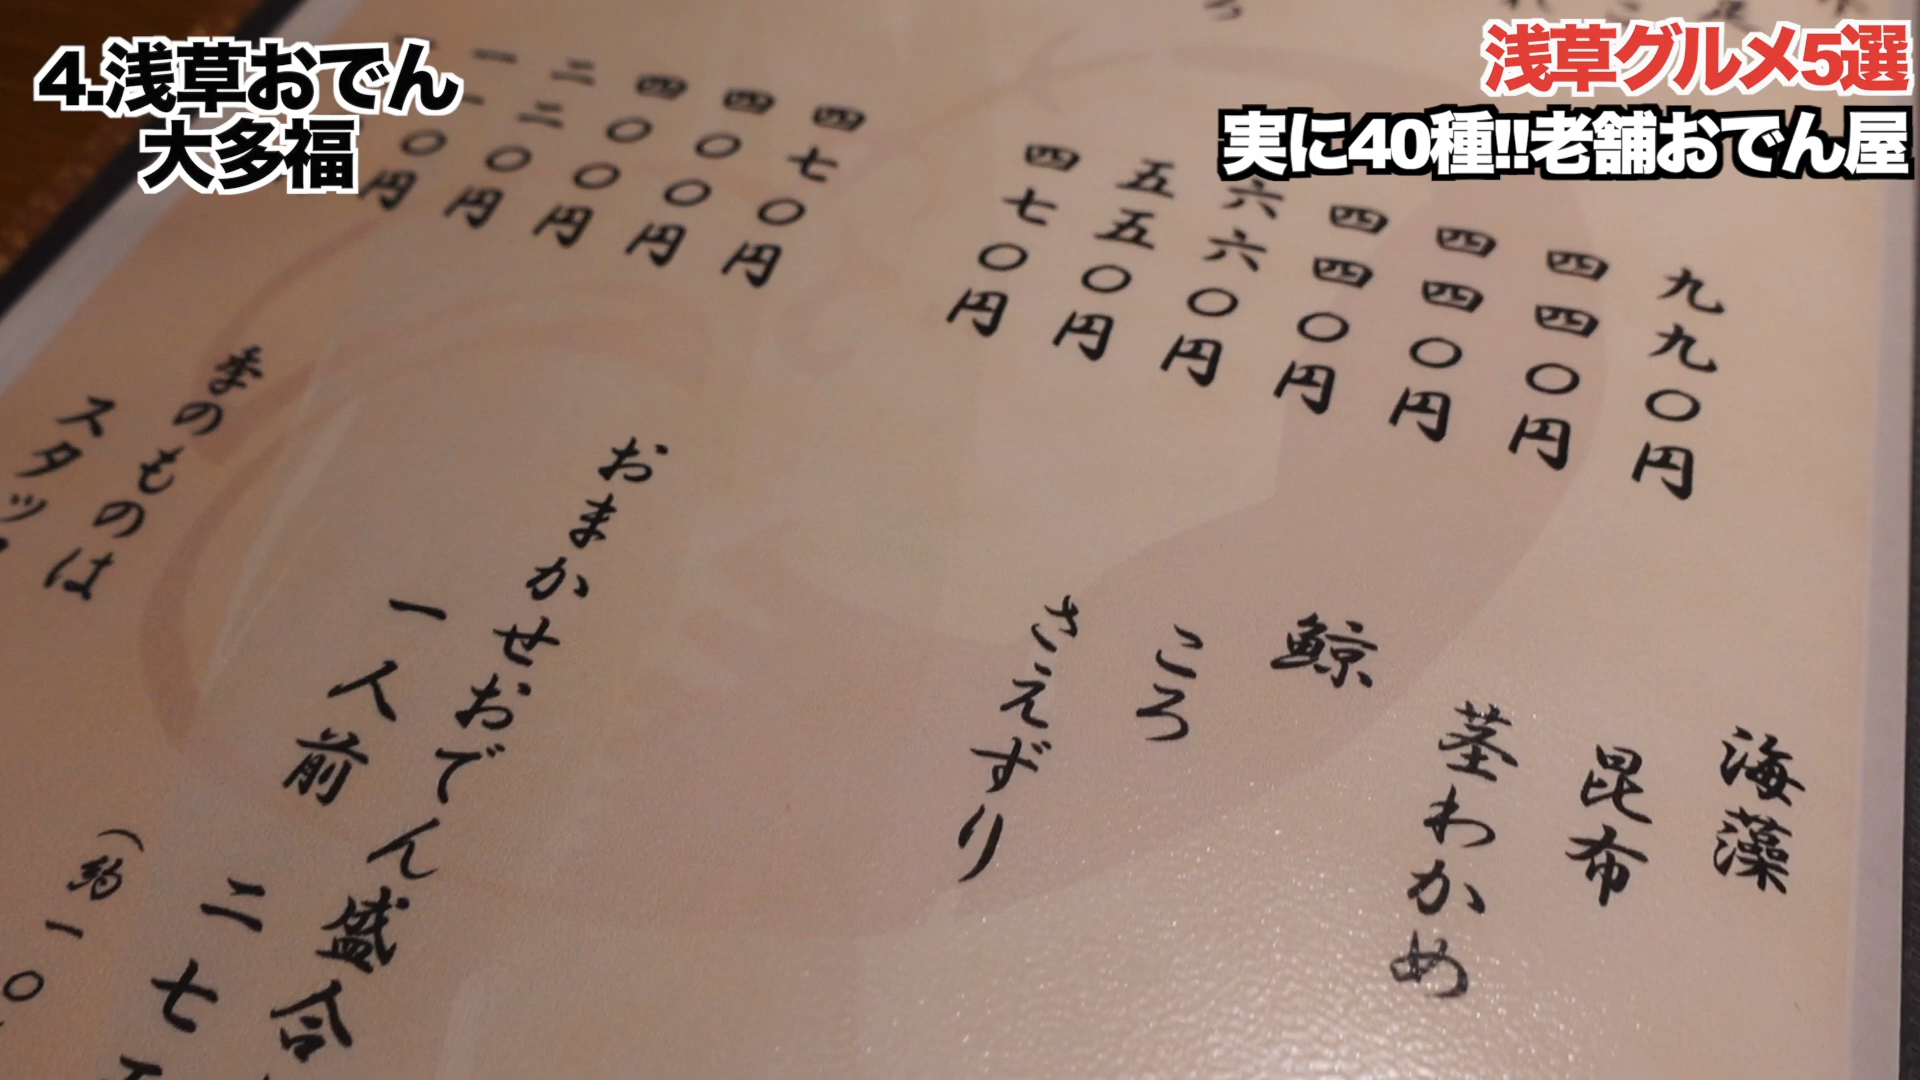 4.浅草おでん
大多福
浅草グルメ5選
実に40種!!老舗おでん屋
九九〇円
四四〇円
四四〇円
四四〇円
六六〇円
五五〇円
四七〇円
四七〇円
四〇〇円
四〇〇円
二二〇円
海藻
昆布
茎わかめ
鯨
ころ
さえずり
おまかせおでん盛合
一人前
二七
季のものは
スタッ
(約一〇